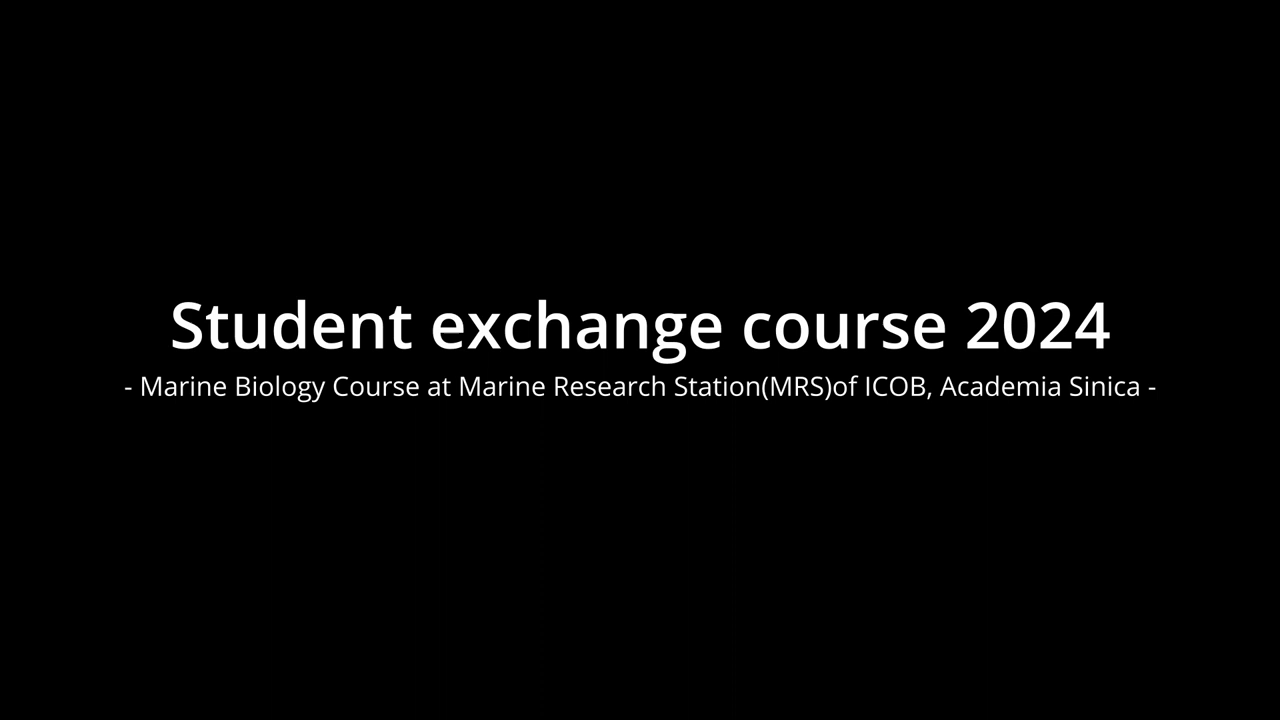 Student exchange course 2024
- Marine Biology Course at Marine Research Station(MRS)of ICOB, Academia Sinica -